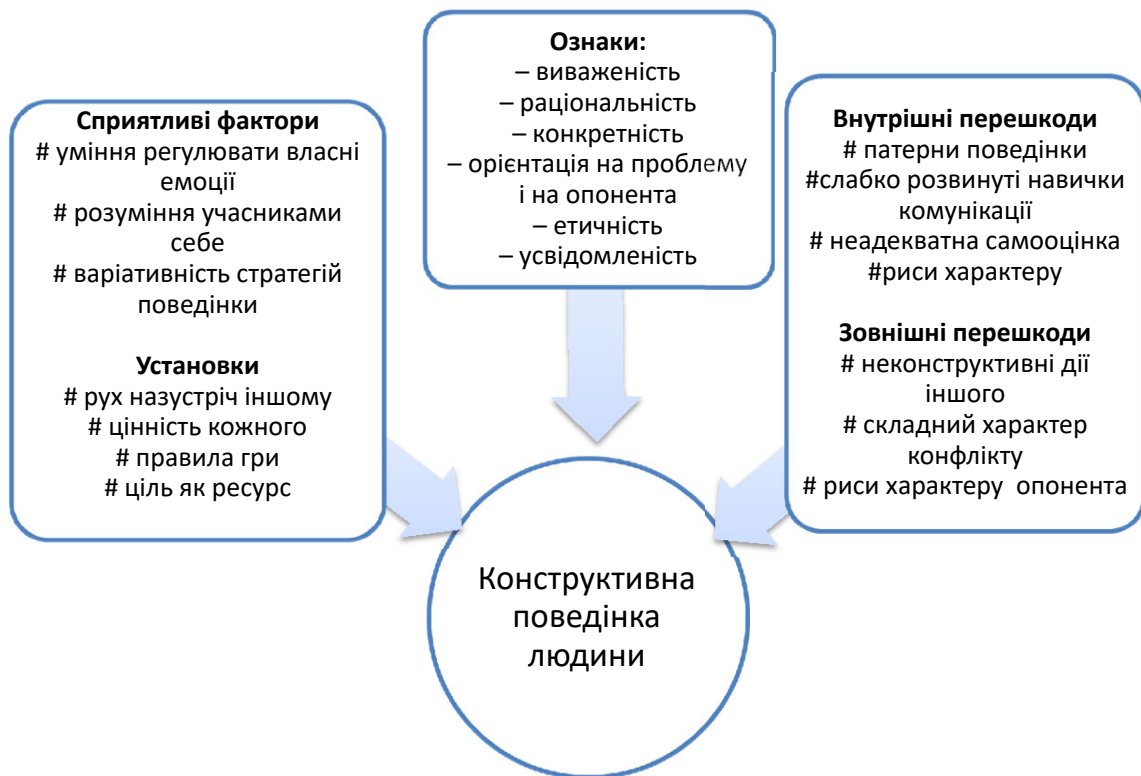 Сприятливі фактори
# уміння регулювати власні
емоції
# розуміння учасниками
себе
# варіативність стратегій
поведінки
Установки
# рух назустріч іншому
# цінність кожного
# правила гри
# ціль як ресурс
Ознаки:
– виваженість
– раціональність
– конкретність
– орієнтація на проблему
і на опонента
– етичність
– усвідомленість
Внутрішні перешкоди
# патерни поведінки
#слабко розвинуті навички
комунікації
# неадекватна самооцінка
#риси характеру
Зовнішні перешкоди
# неконструктивні дії
іншого
# складний характер
конфлікту
# риси характеру  опонента
Конструктивна
поведінка
людини